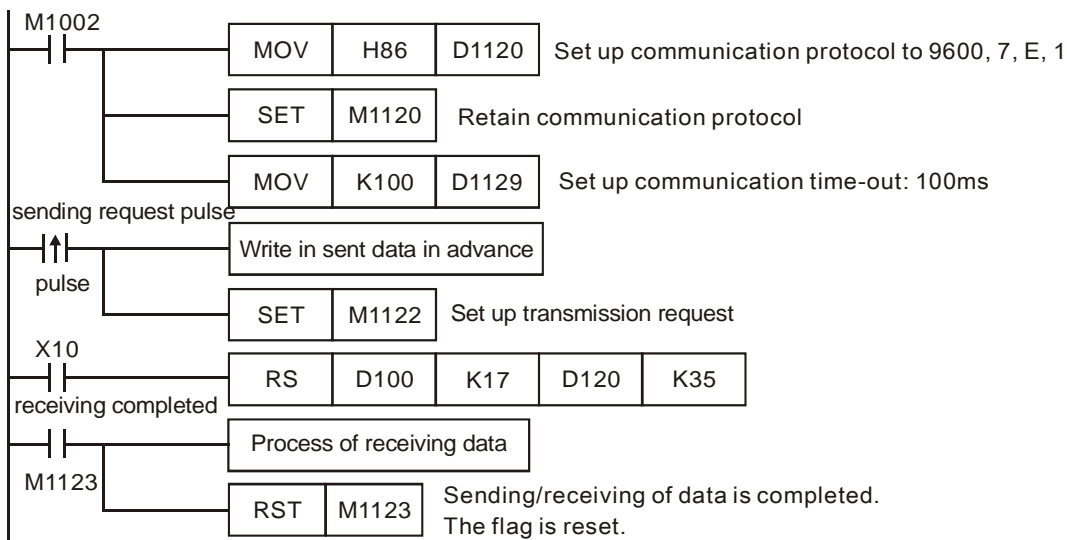 M1002
MOV H86 D1120 Set up communication protocol to 9600, 7, E, 1
SET M1120 Retain communication protocol
MOV K100 D1129 Set up communication time-out: 100ms
sending request pulse
Write in sent data in advance
pulse
SET M1122 Set up transmission request
X10
RS D100 K17 D120 K35
receiving completed
Process of receiving data
M1123
RST M1123 Sending/receiving of data is completed.
The flag is reset.